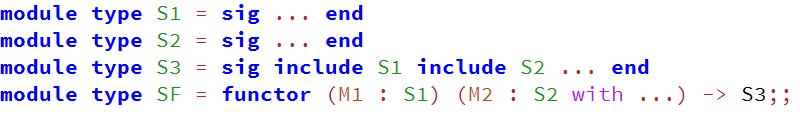 module type S1 = sig ... end
module type S2 = sig ... end
module type S3 = sig include S1 include S2 ... end
module type SF = functor (M1 : S1) (M2 : S2 with ...) -> S3;;